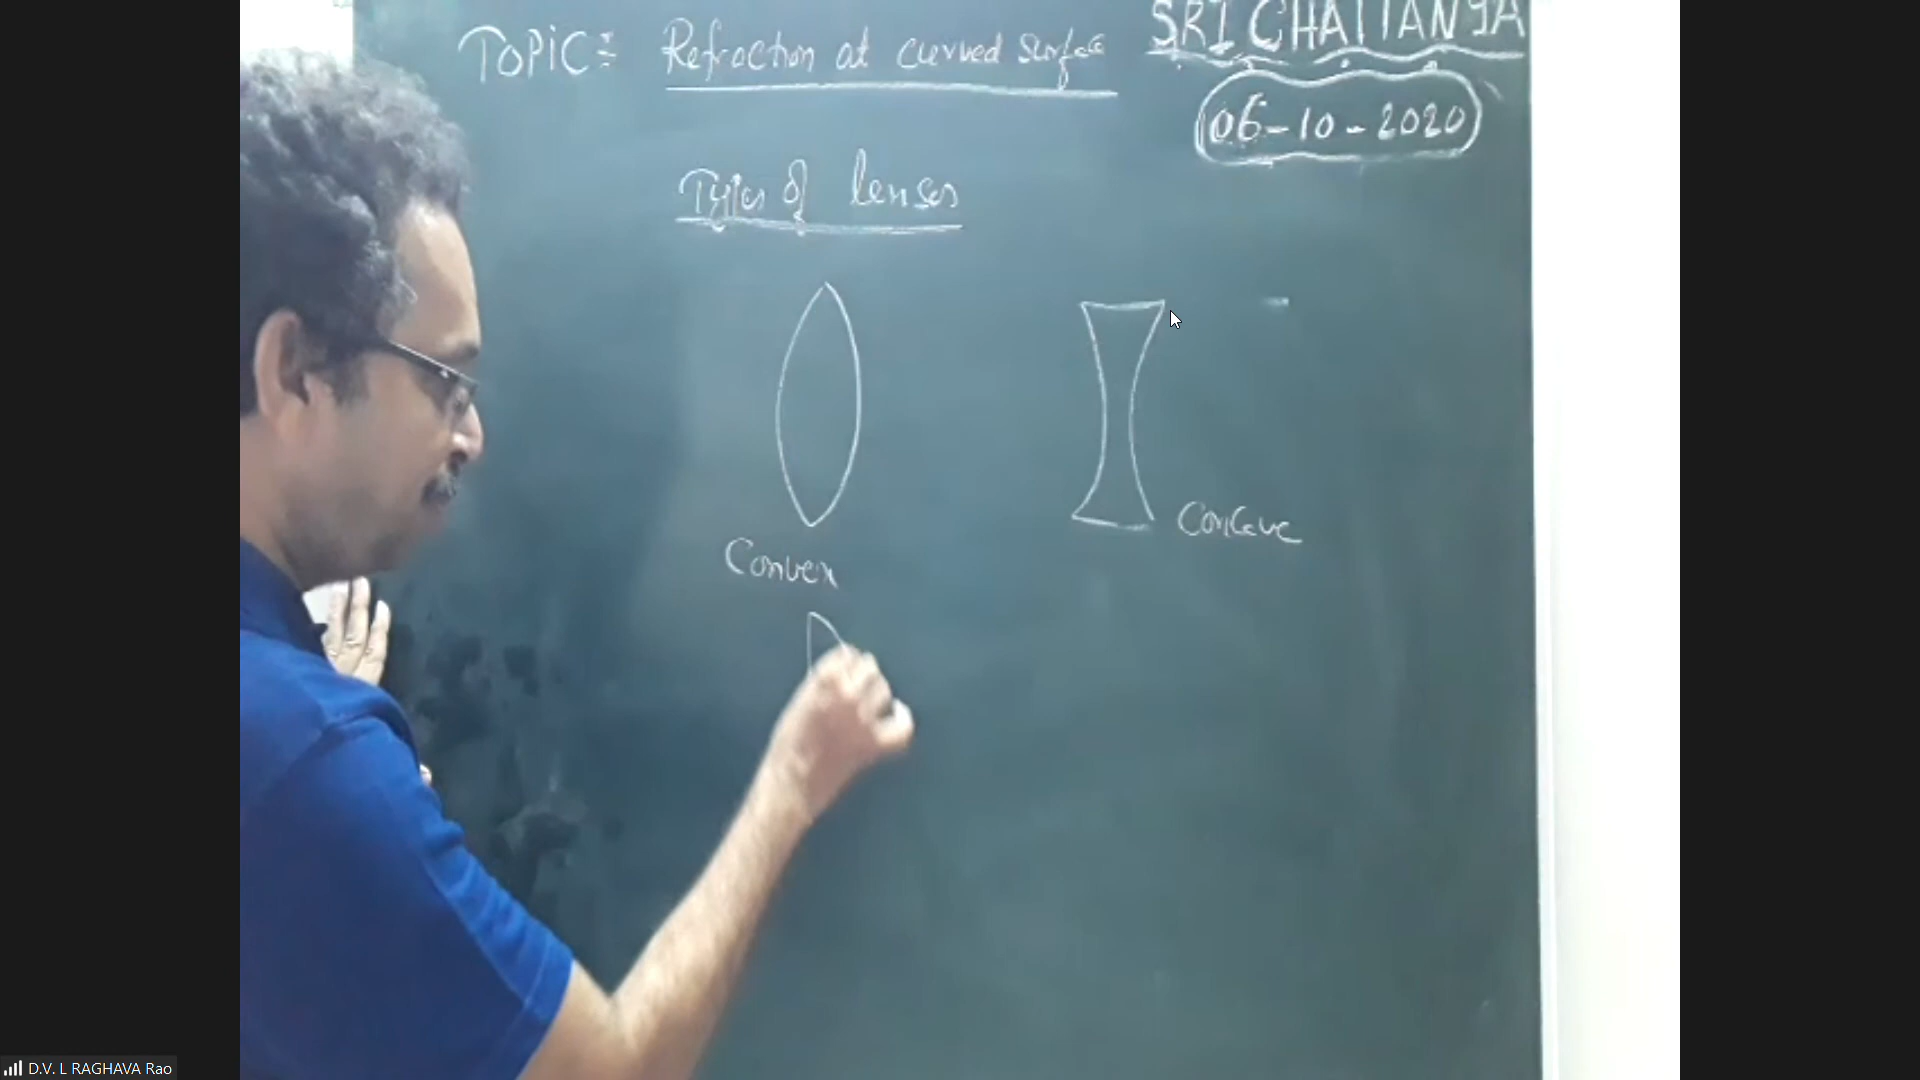 TOPIC:- Refraction at curved surface
SRI CHAITANYA
06-10-2020
Types of lenses
Convex
Concave
D.V. L RAGHAVA Rao